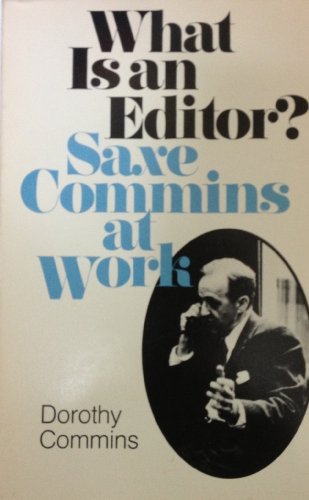 What
Is an
Editor?
Saxe
Commins
at
Work
Dorothy
Commins